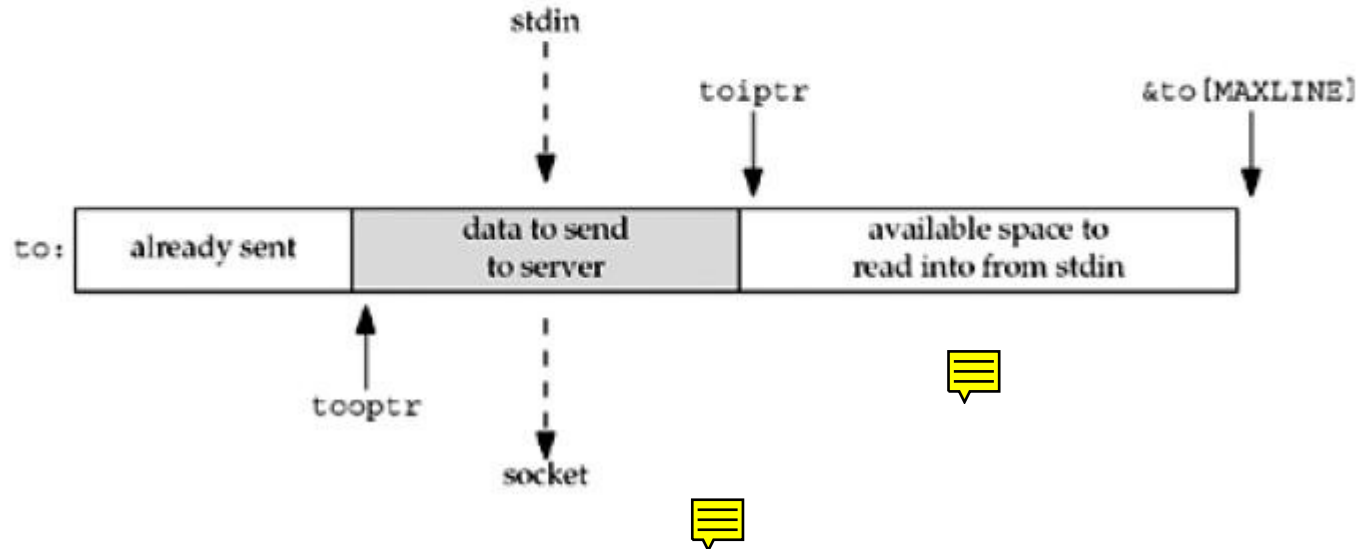 stdin
toiptr
&to[MAXLINE]
to:
already sent
data to send
to server
available space to
read into from stdin
tooptr
socket